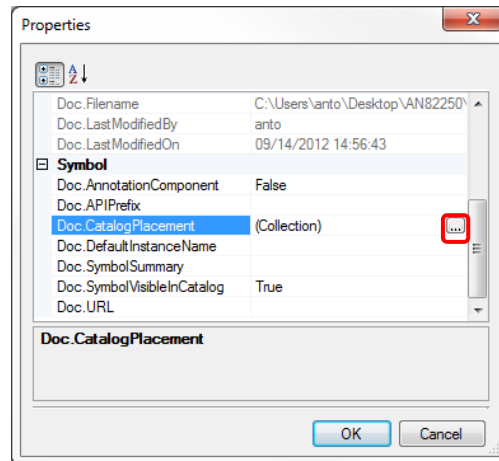 Properties
Doc.Filename C:\Users\anto\Desktop\AN82250\
Doc.LastModifiedBy anto
Doc.LastModifiedOn 09/14/2012 14:56:43
Symbol
Doc.AnnotationComponent False
Doc.APIPrefix
Doc.CatalogPlacement (Collection) ...
Doc.DefaultInstanceName
Doc.SymbolSummary
Doc.SymbolVisibleInCatalog True
Doc.URL
Doc.CatalogPlacement
OK Cancel